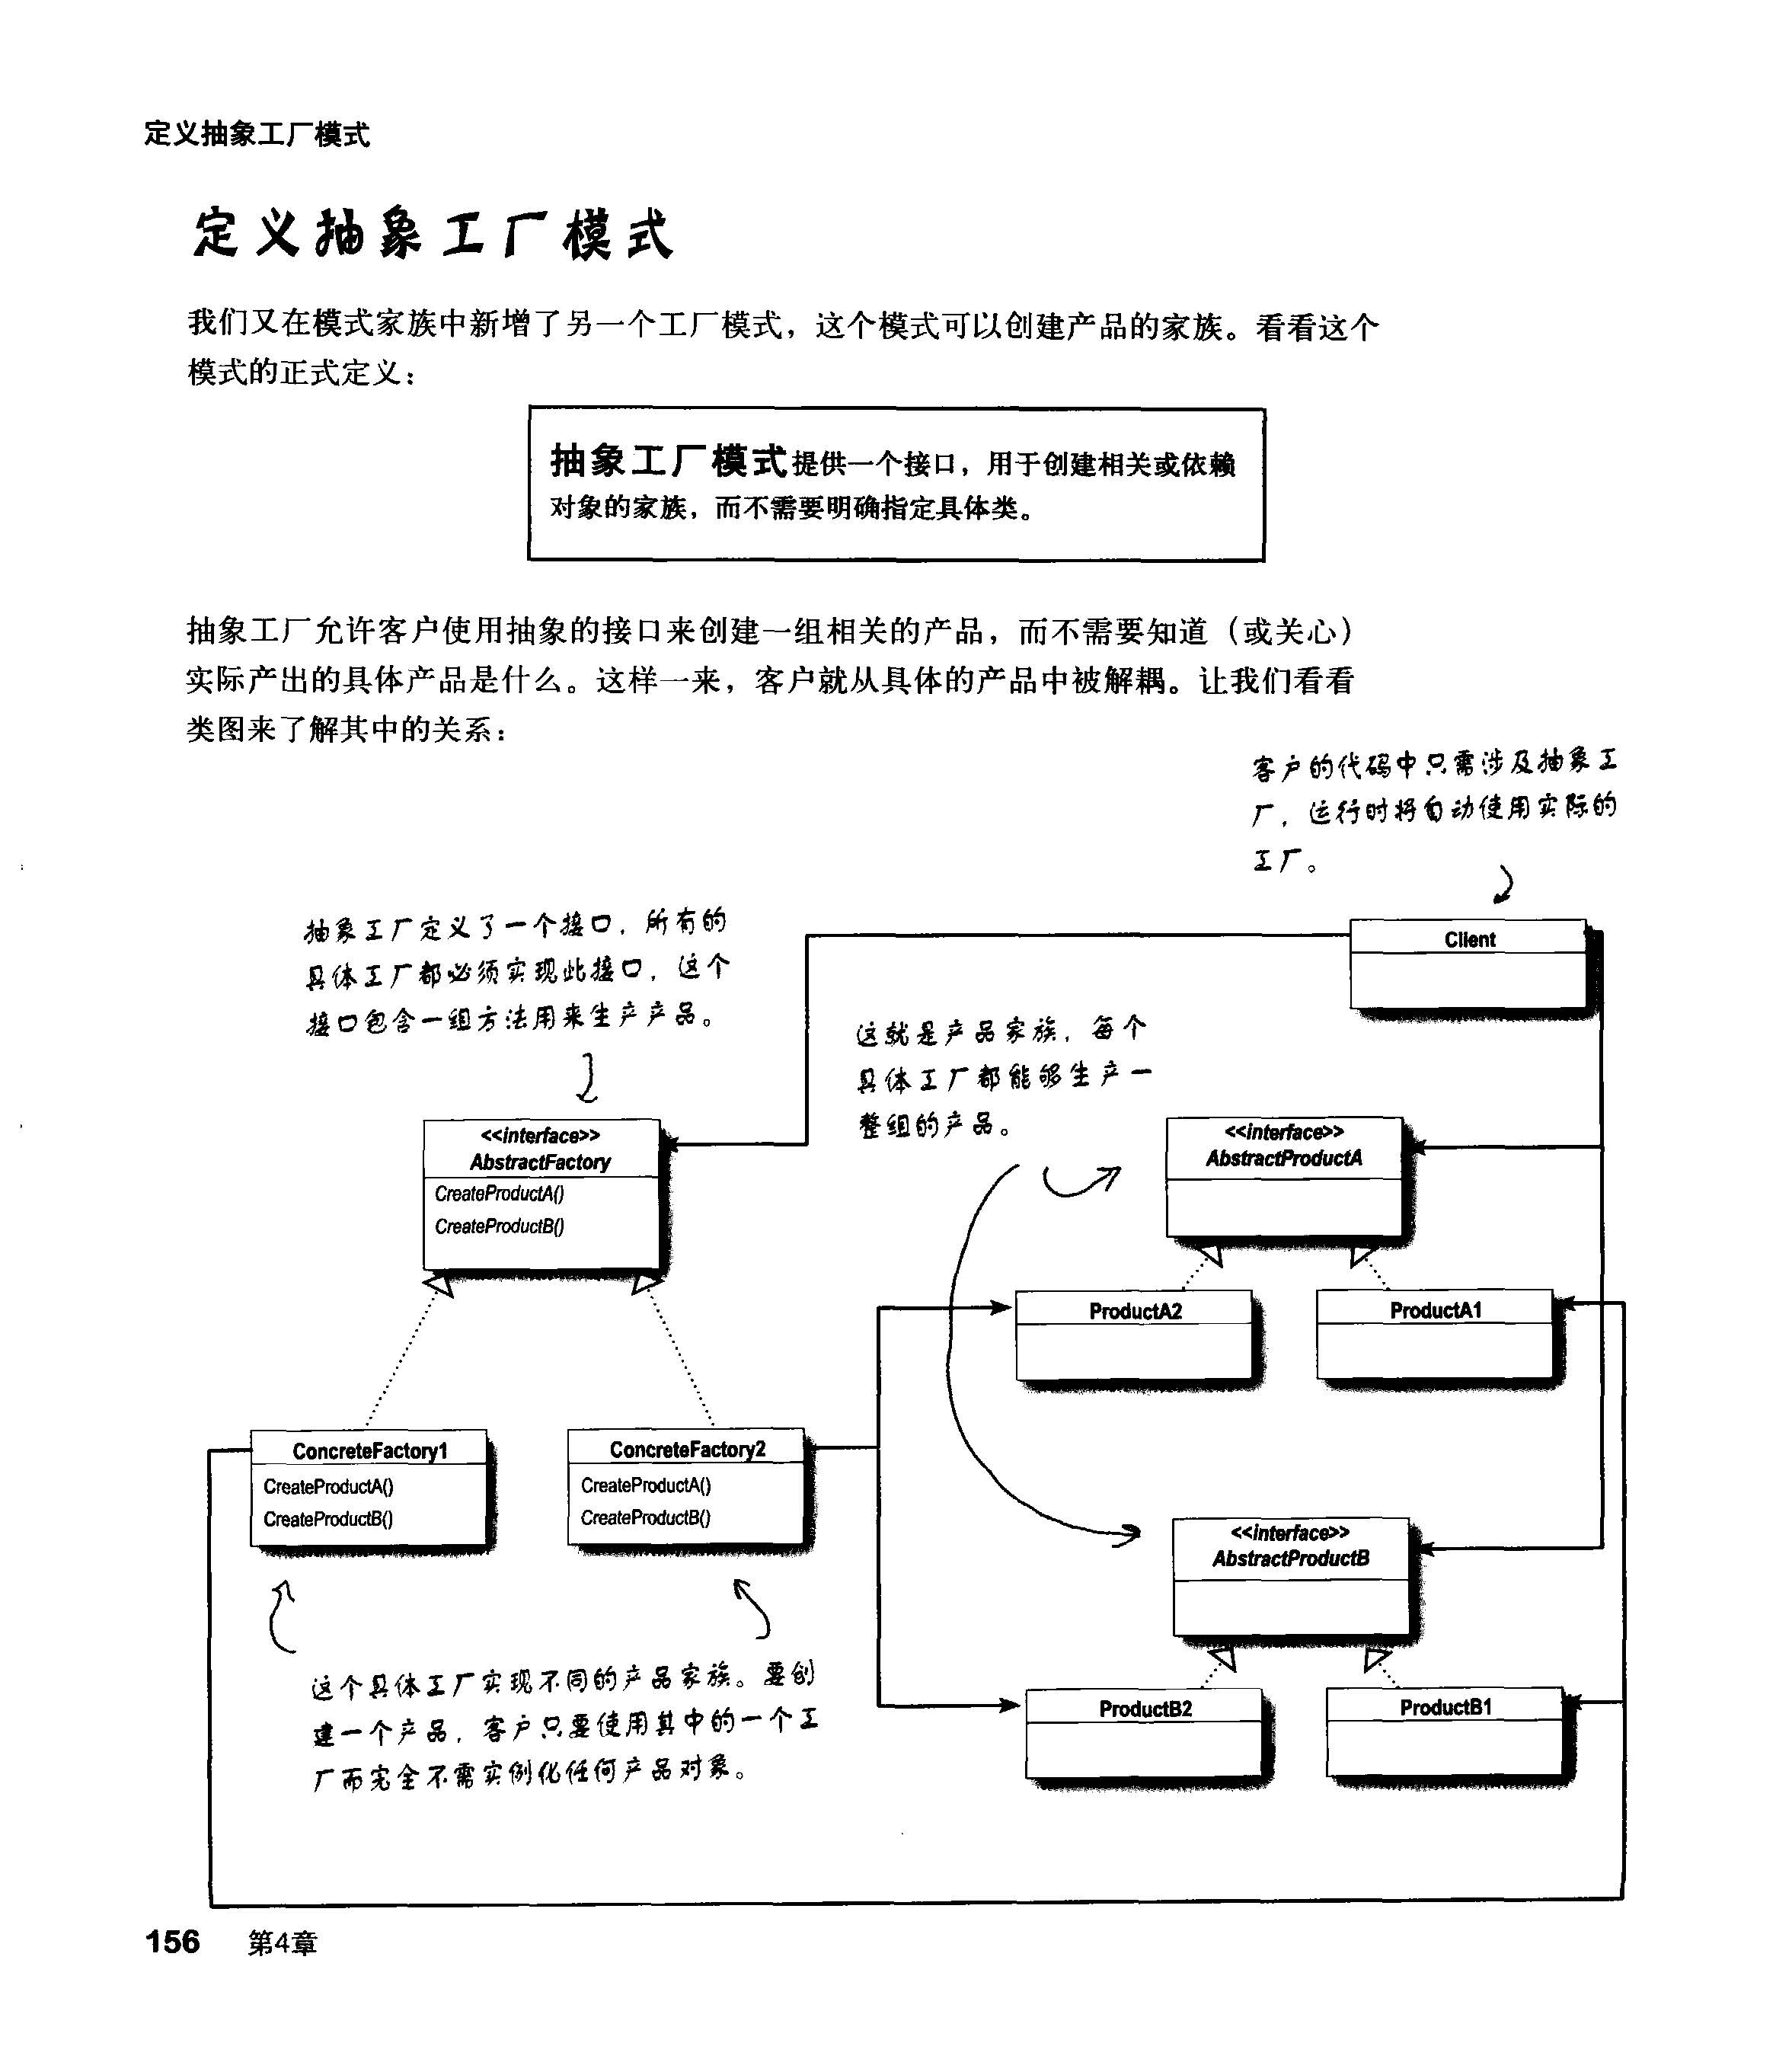 定义抽象工厂模式
定义抽象工厂模式
我们又在模式家族中新增了另一个工厂模式，这个模式可以创建产品的家族。看看这个
模式的正式定义：
抽象工厂模式提供一个接口，用于创建相关或依赖
对象的家族，而不需要明确指定具体类。
抽象工厂允许客户使用抽象的接口来创建一组相关的产品，而不需要知道（或关心）
实际产出的具体产品是什么。这样一来，客户就从具体的产品中被解耦。让我们看看
类图来了解其中的关系：
客户的代码中只需涉及抽象工
厂，运行时将自动使用实际的
工厂。
抽象工厂定义了一个接口，所有的
具体工厂都必须实现此接口，这个
接口包含一组方法用来生产产品。
Client
这就是产品家族，每个
具体工厂都能够生产一
整组的产品。
<<interface>>
AbstractFactory
CreateProductA()
CreateProductB()
<<interface>>
AbstractProductA
ProductA2
ProductA1
ConcreteFactory1
CreateProductA()
CreateProductB()
ConcreteFactory2
CreateProductA()
CreateProductB()
<<interface>>
AbstractProductB
ProductB2
ProductB1
这个具体工厂实现不同的产品家族。要创
建一个产品，客户只要使用其中的一个工
厂而完全不需实例化任何产品对象。
156 第4章